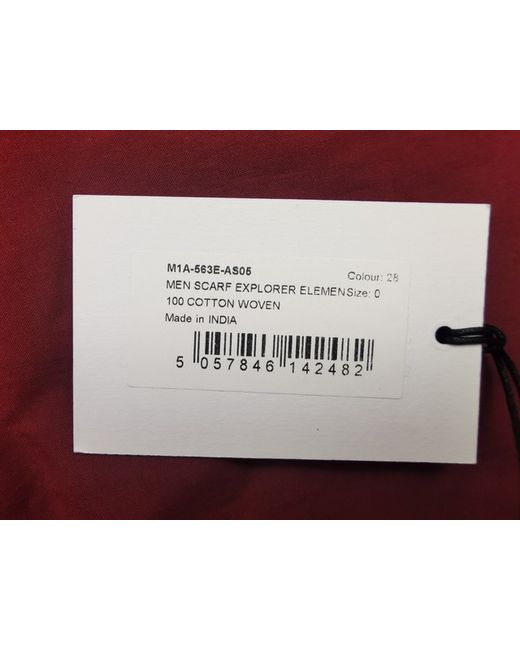 M1A-563E-AS05 Colour: 28
MEN SCARF EXPLORER ELEMEN Size: 0
100 COTTON WOVEN
Made in INDIA
5 057846 142482